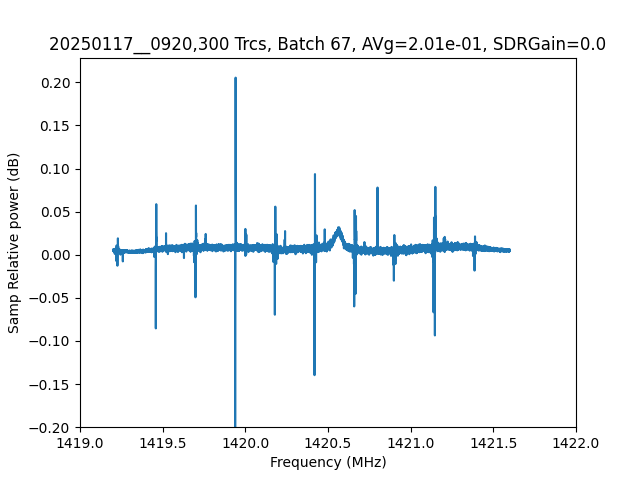 20250117__0920,300 Trcs, Batch 67, AVg=2.01e-01, SDRGain=0.0
Samp Relative power (dB)
0.20
0.15
0.10
0.05
0.00
−0.05
−0.10
−0.15
−0.20
1419.0 1419.5 1420.0 1420.5 1421.0 1421.5 1422.0
Frequency (MHz)